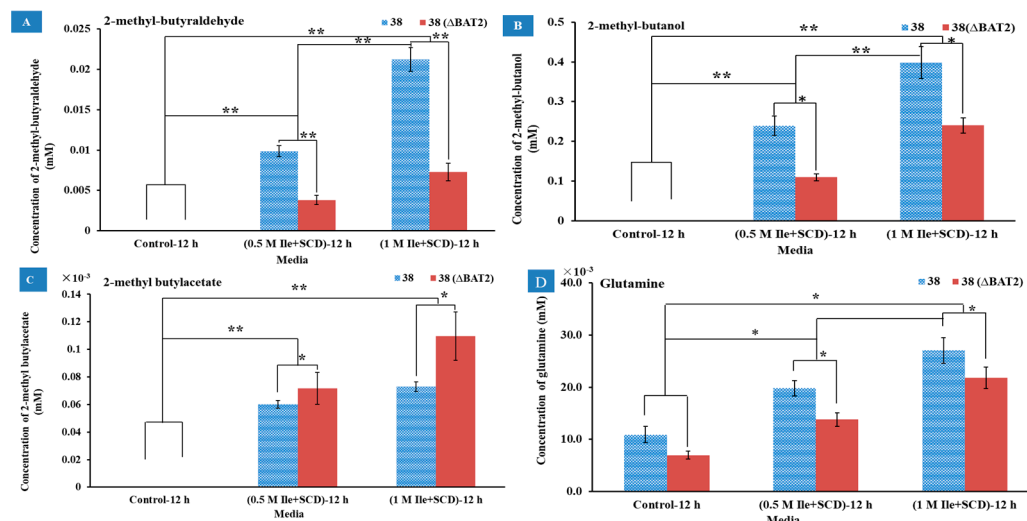 A
2-methyl-butyraldehyde
38
38(ΔBAT2)
Concentration of 2-methyl-butyraldehyde
(mM)
0.025
0.02
0.015
0.01
0.005
0
**
**
**
**
**
**
Control-12 h
(0.5 M Ile+SCD)-12 h
(1 M Ile+SCD)-12 h
Media
B
2-methyl-butanol
38
38(ΔBAT2)
Concentration of 2-methyl-butanol
(mM)
0.5
0.4
0.3
0.2
0.1
0
**
*
**
**
*
Control-12 h
(0.5 M Ile+SCD)-12 h
(1 M Ile+SCD)-12 h
Media
C
×10⁻³
2-methyl butylacetate
38
38 (ΔBAT2)
Concentration of 2-methyl butylacetate
(mM)
0.14
0.12
0.1
0.08
0.06
0.04
0.02
0
**
*
**
*
Control-12 h
(0.5 M Ile+SCD)-12 h
(1 M Ile+SCD)-12 h
Media
D
×10⁻³
Glutamine
38
38 (ΔBAT2)
Concentration of glutamine (mM)
40.0
30.0
20.0
10.0
0.0
*
*
*
*
Control-12 h
(0.5 M Ile+SCD)-12 h
(1 M Ile+SCD)-12 h
Media